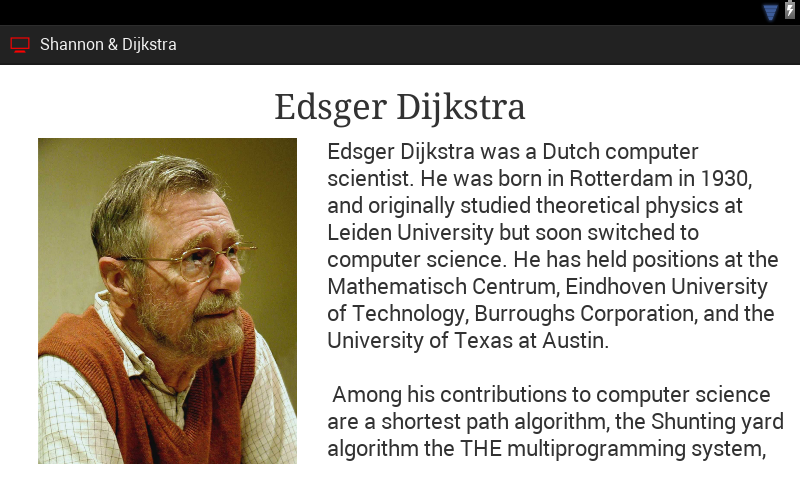 Shannon & Dijkstra
Edsger Dijkstra
Edsger Dijkstra was a Dutch computer
scientist. He was born in Rotterdam in 1930,
and originally studied theoretical physics at
Leiden University but soon switched to
computer science. He has held positions at the
Mathematisch Centrum, Eindhoven University
of Technology, Burroughs Corporation, and the
University of Texas at Austin.
Among his contributions to computer science
are a shortest path algorithm, the Shunting yard
algorithm the THE multiprogramming system,